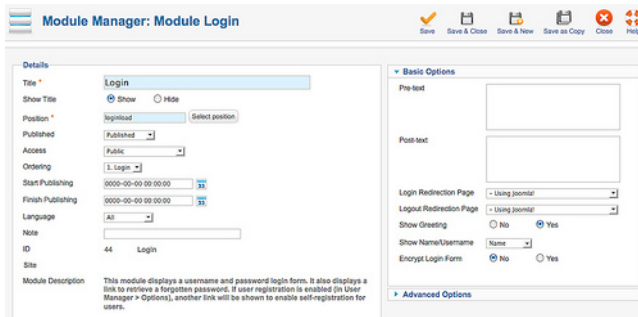 Module Manager: Module Login
Save
Save & Close
Save & New
Save as Copy
Close
Help
Details
Title *
Login
Show Title
Show
Hide
Position *
loginload
Select position
Published
Published
Access
Public
Ordering
1. Login
Start Publishing
0000-00-00 00:00:00
23
Finish Publishing
0000-00-00 00:00:00
23
Language
All
Note
ID
44
Login
Site
Module Description
This module displays a username and password login form. It also displays a
link to retrieve a forgotten password. If user registration is enabled (in User
Manager > Options), another link will be shown to enable self-registration for
users.
Basic Options
Pre-text
Post-text
Login Redirection Page
- Using Joomla!
Logout Redirection Page
- Using Joomla!
Show Greeting
No
Yes
Show Name/Username
Name
Encrypt Login Form
No
Yes
Advanced Options